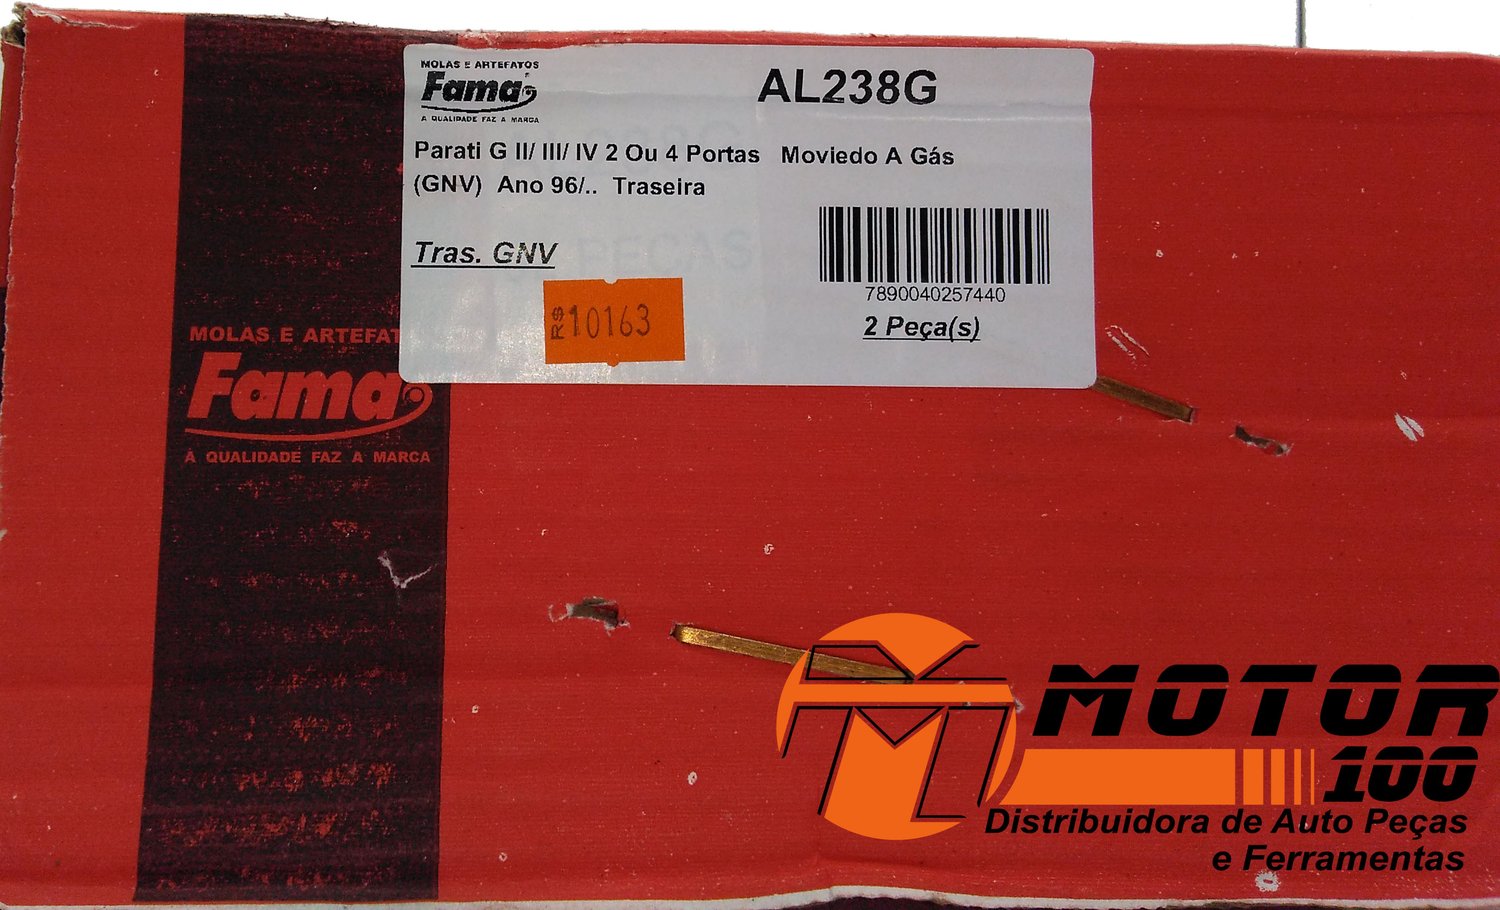 MOLAS E ARTEFATOS
Fama
A QUALIDADE FAZ A MARCA
AL238G
Parati G II/ III/ IV 2 Ou 4 Portas Moviedo A Gás
(GNV) Ano 96/.. Traseira
Tras. GNV
R$10163
7890040257440
2 Peça(s)
MOLAS E ARTEFAT
Fama
À QUALIDADE FAZ A MARCA
MOTOR
100
Distribuidora de Auto Peças
e Ferramentas